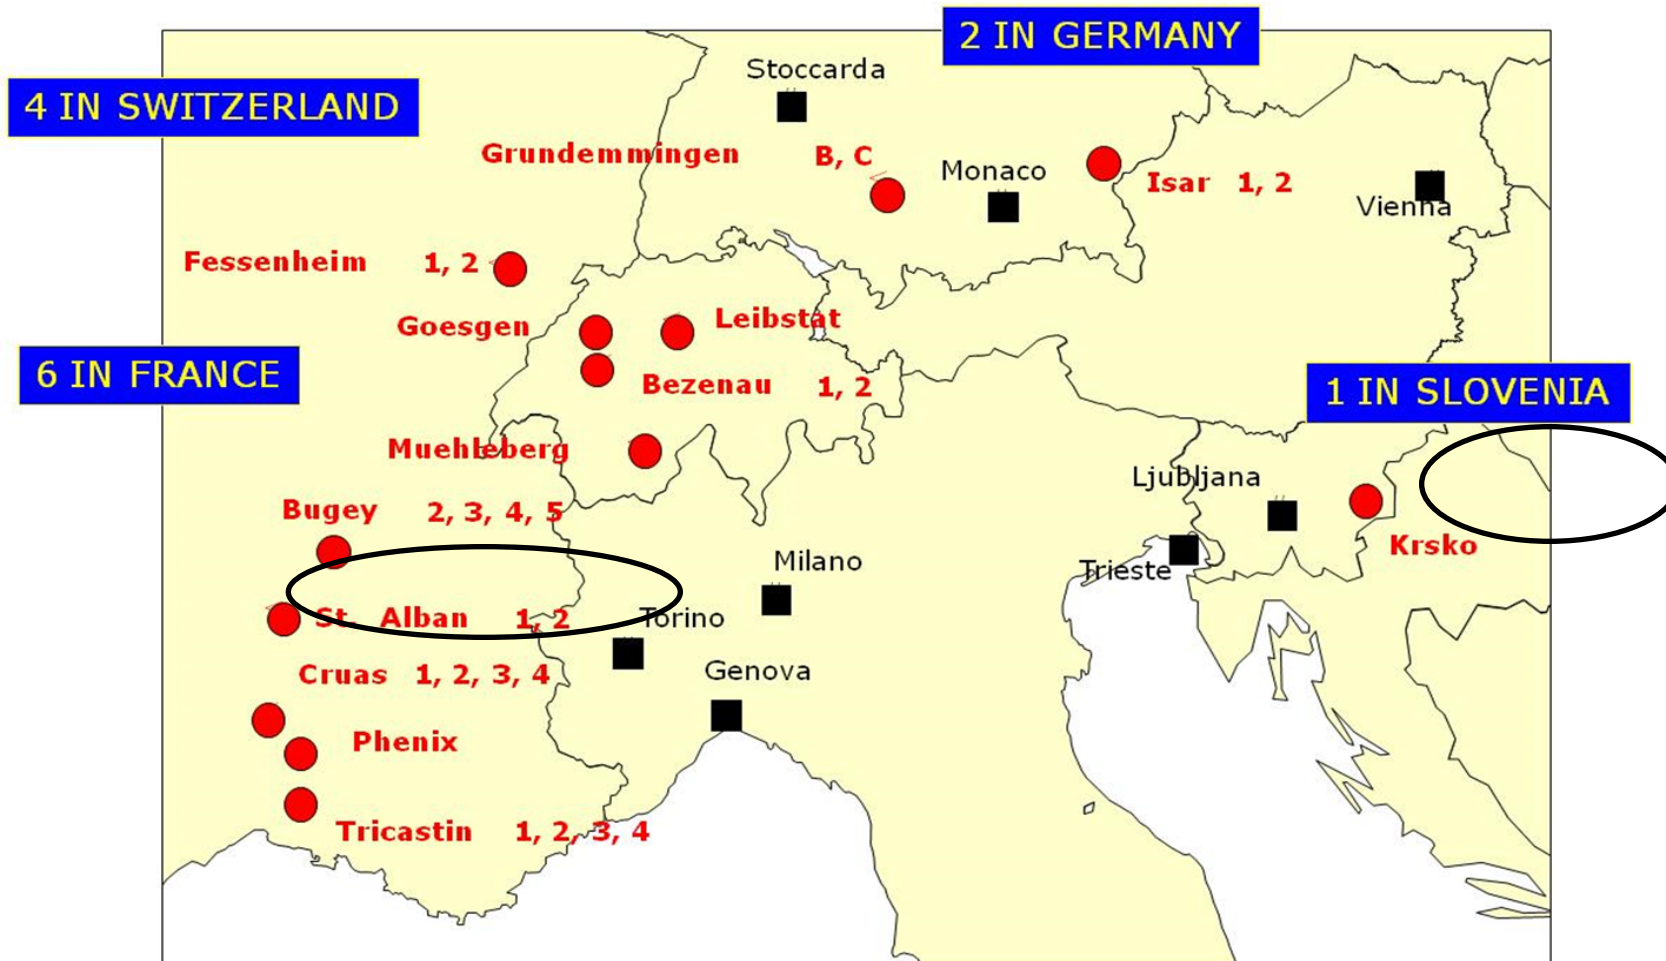 2 IN GERMANY
Stoccarda
4 IN SWITZERLAND
Grundemmingen B, C
Monaco
Isar 1, 2
Vienna
Fessenheim 1, 2
Goesgen
Leibstat
6 IN FRANCE
Bezenau 1, 2
1 IN SLOVENIA
Muehleberg
Ljubljana
Bugey 2, 3, 4, 5
Krsko
Milano
Trieste
St. Alban 1, 2
Torino
Cruas 1, 2, 3, 4
Genova
Phenix
Tricastin 1, 2, 3, 4